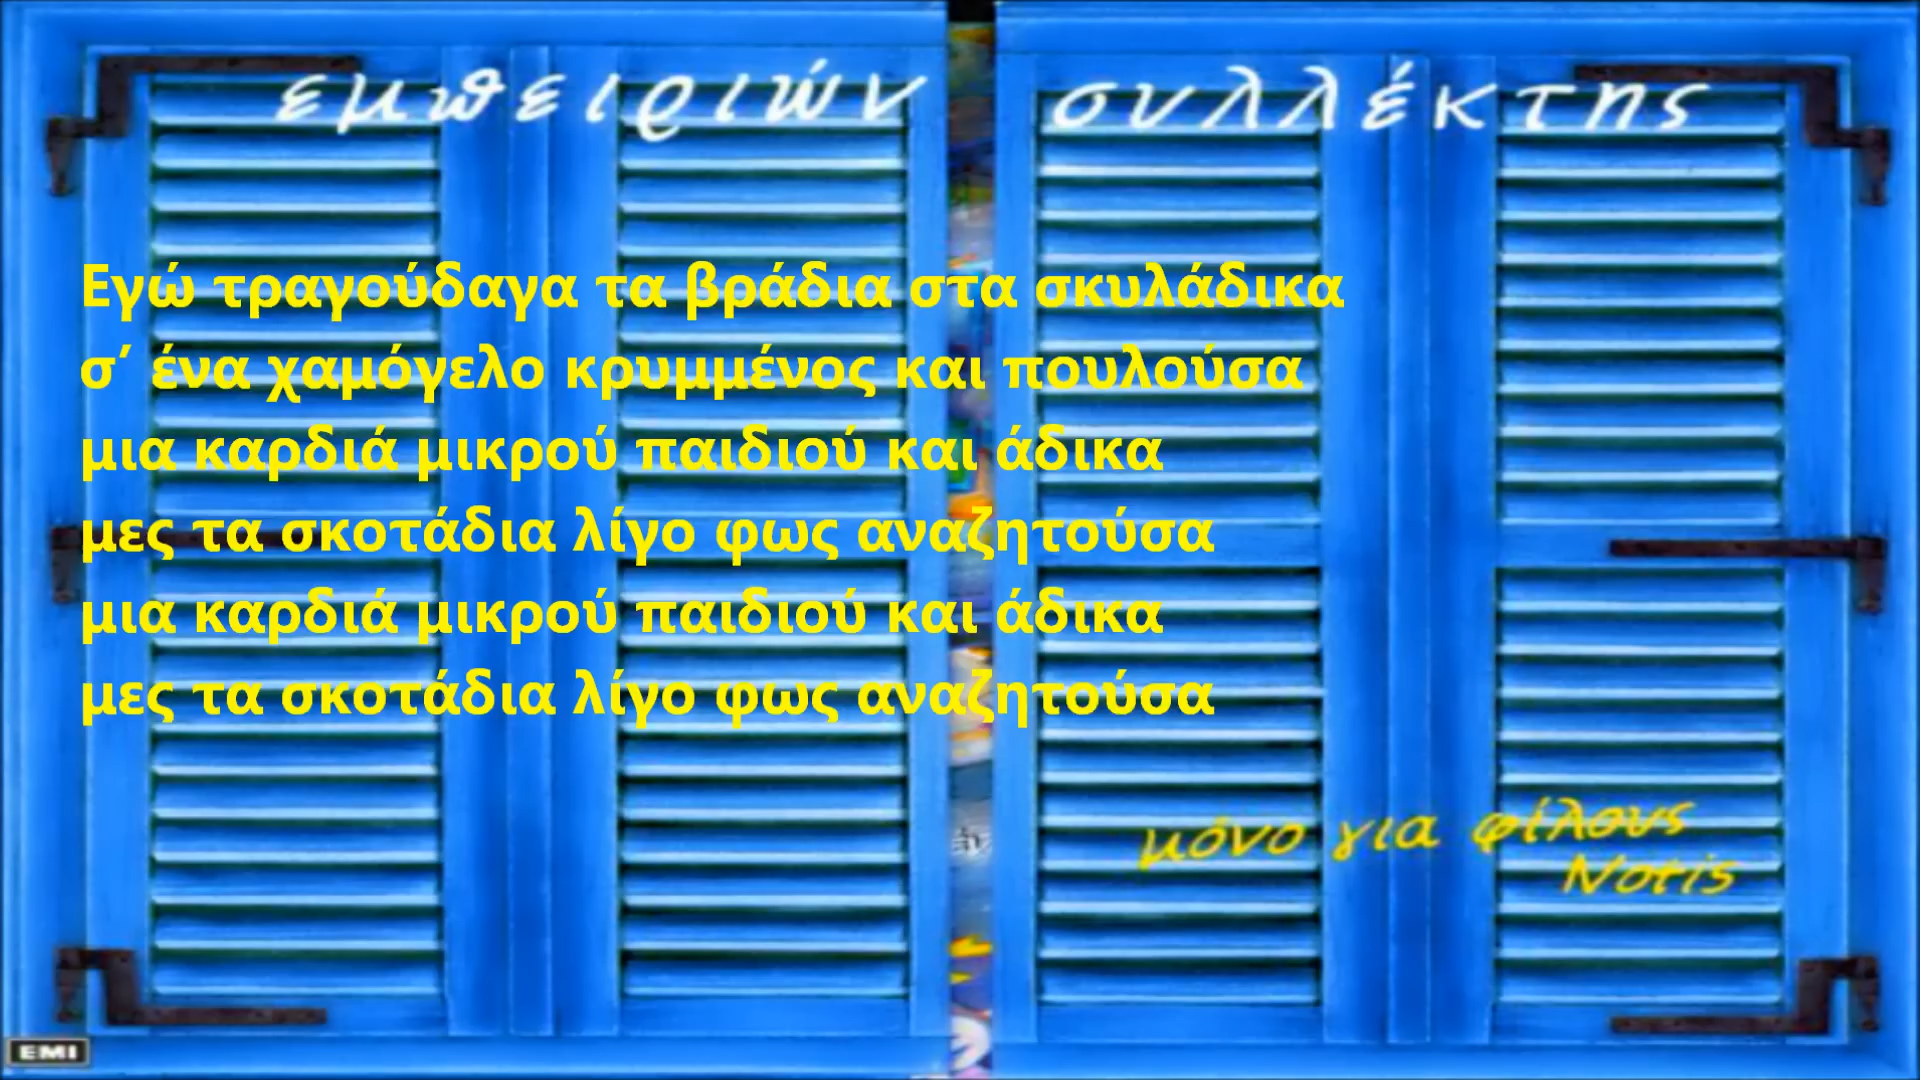 εμπειριών συλλέκτης
Εγώ τραγούδαγα τα βράδια στα σκυλάδικα
σ΄ ένα χαμόγελο κρυμμένος και πουλούσα
μια καρδιά μικρού παιδιού και άδικα
μες τα σκοτάδια λίγο φως αναζητούσα
μια καρδιά μικρού παιδιού και άδικα
μες τα σκοτάδια λίγο φως αναζητούσα
μόνο για φίλους
Notis
EMI